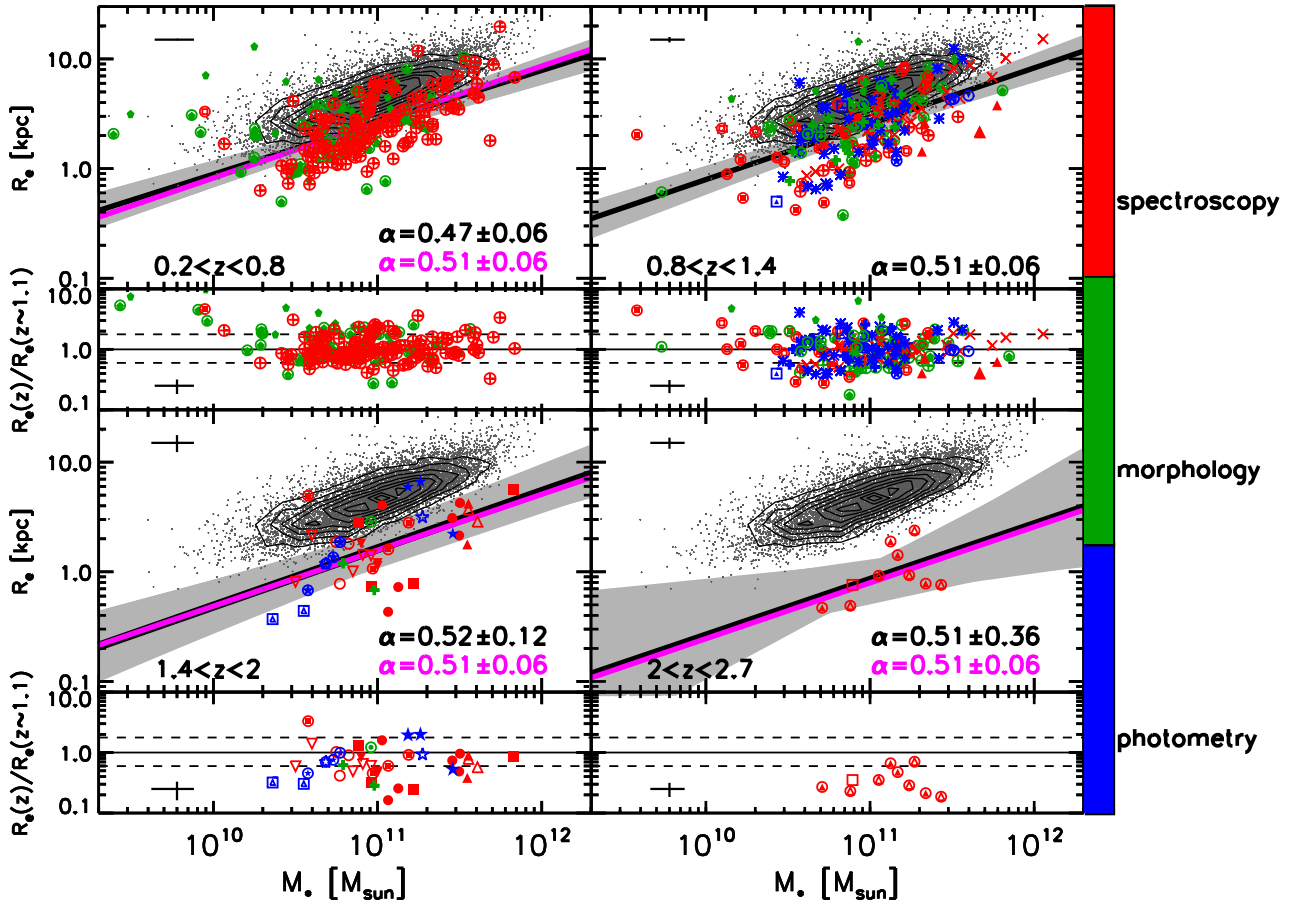 10.0
1.0
0.1
R_e [kpc]
0.2<z<0.8
α=0.47±0.06
α=0.51±0.06
0.8<z<1.4
α=0.51±0.06
spectroscopy
10.0
1.0
0.1
R_e(z)/R_e(z~1.1)
10.0
1.0
0.1
R_e [kpc]
1.4<z<2
α=0.52±0.12
α=0.51±0.06
2<z<2.7
α=0.51±0.36
α=0.51±0.06
morphology
10.0
1.0
0.1
R_e(z)/R_e(z~1.1)
photometry
10^10 10^11 10^12 10^10 10^11 10^12
M_* [M_sun] M_* [M_sun]